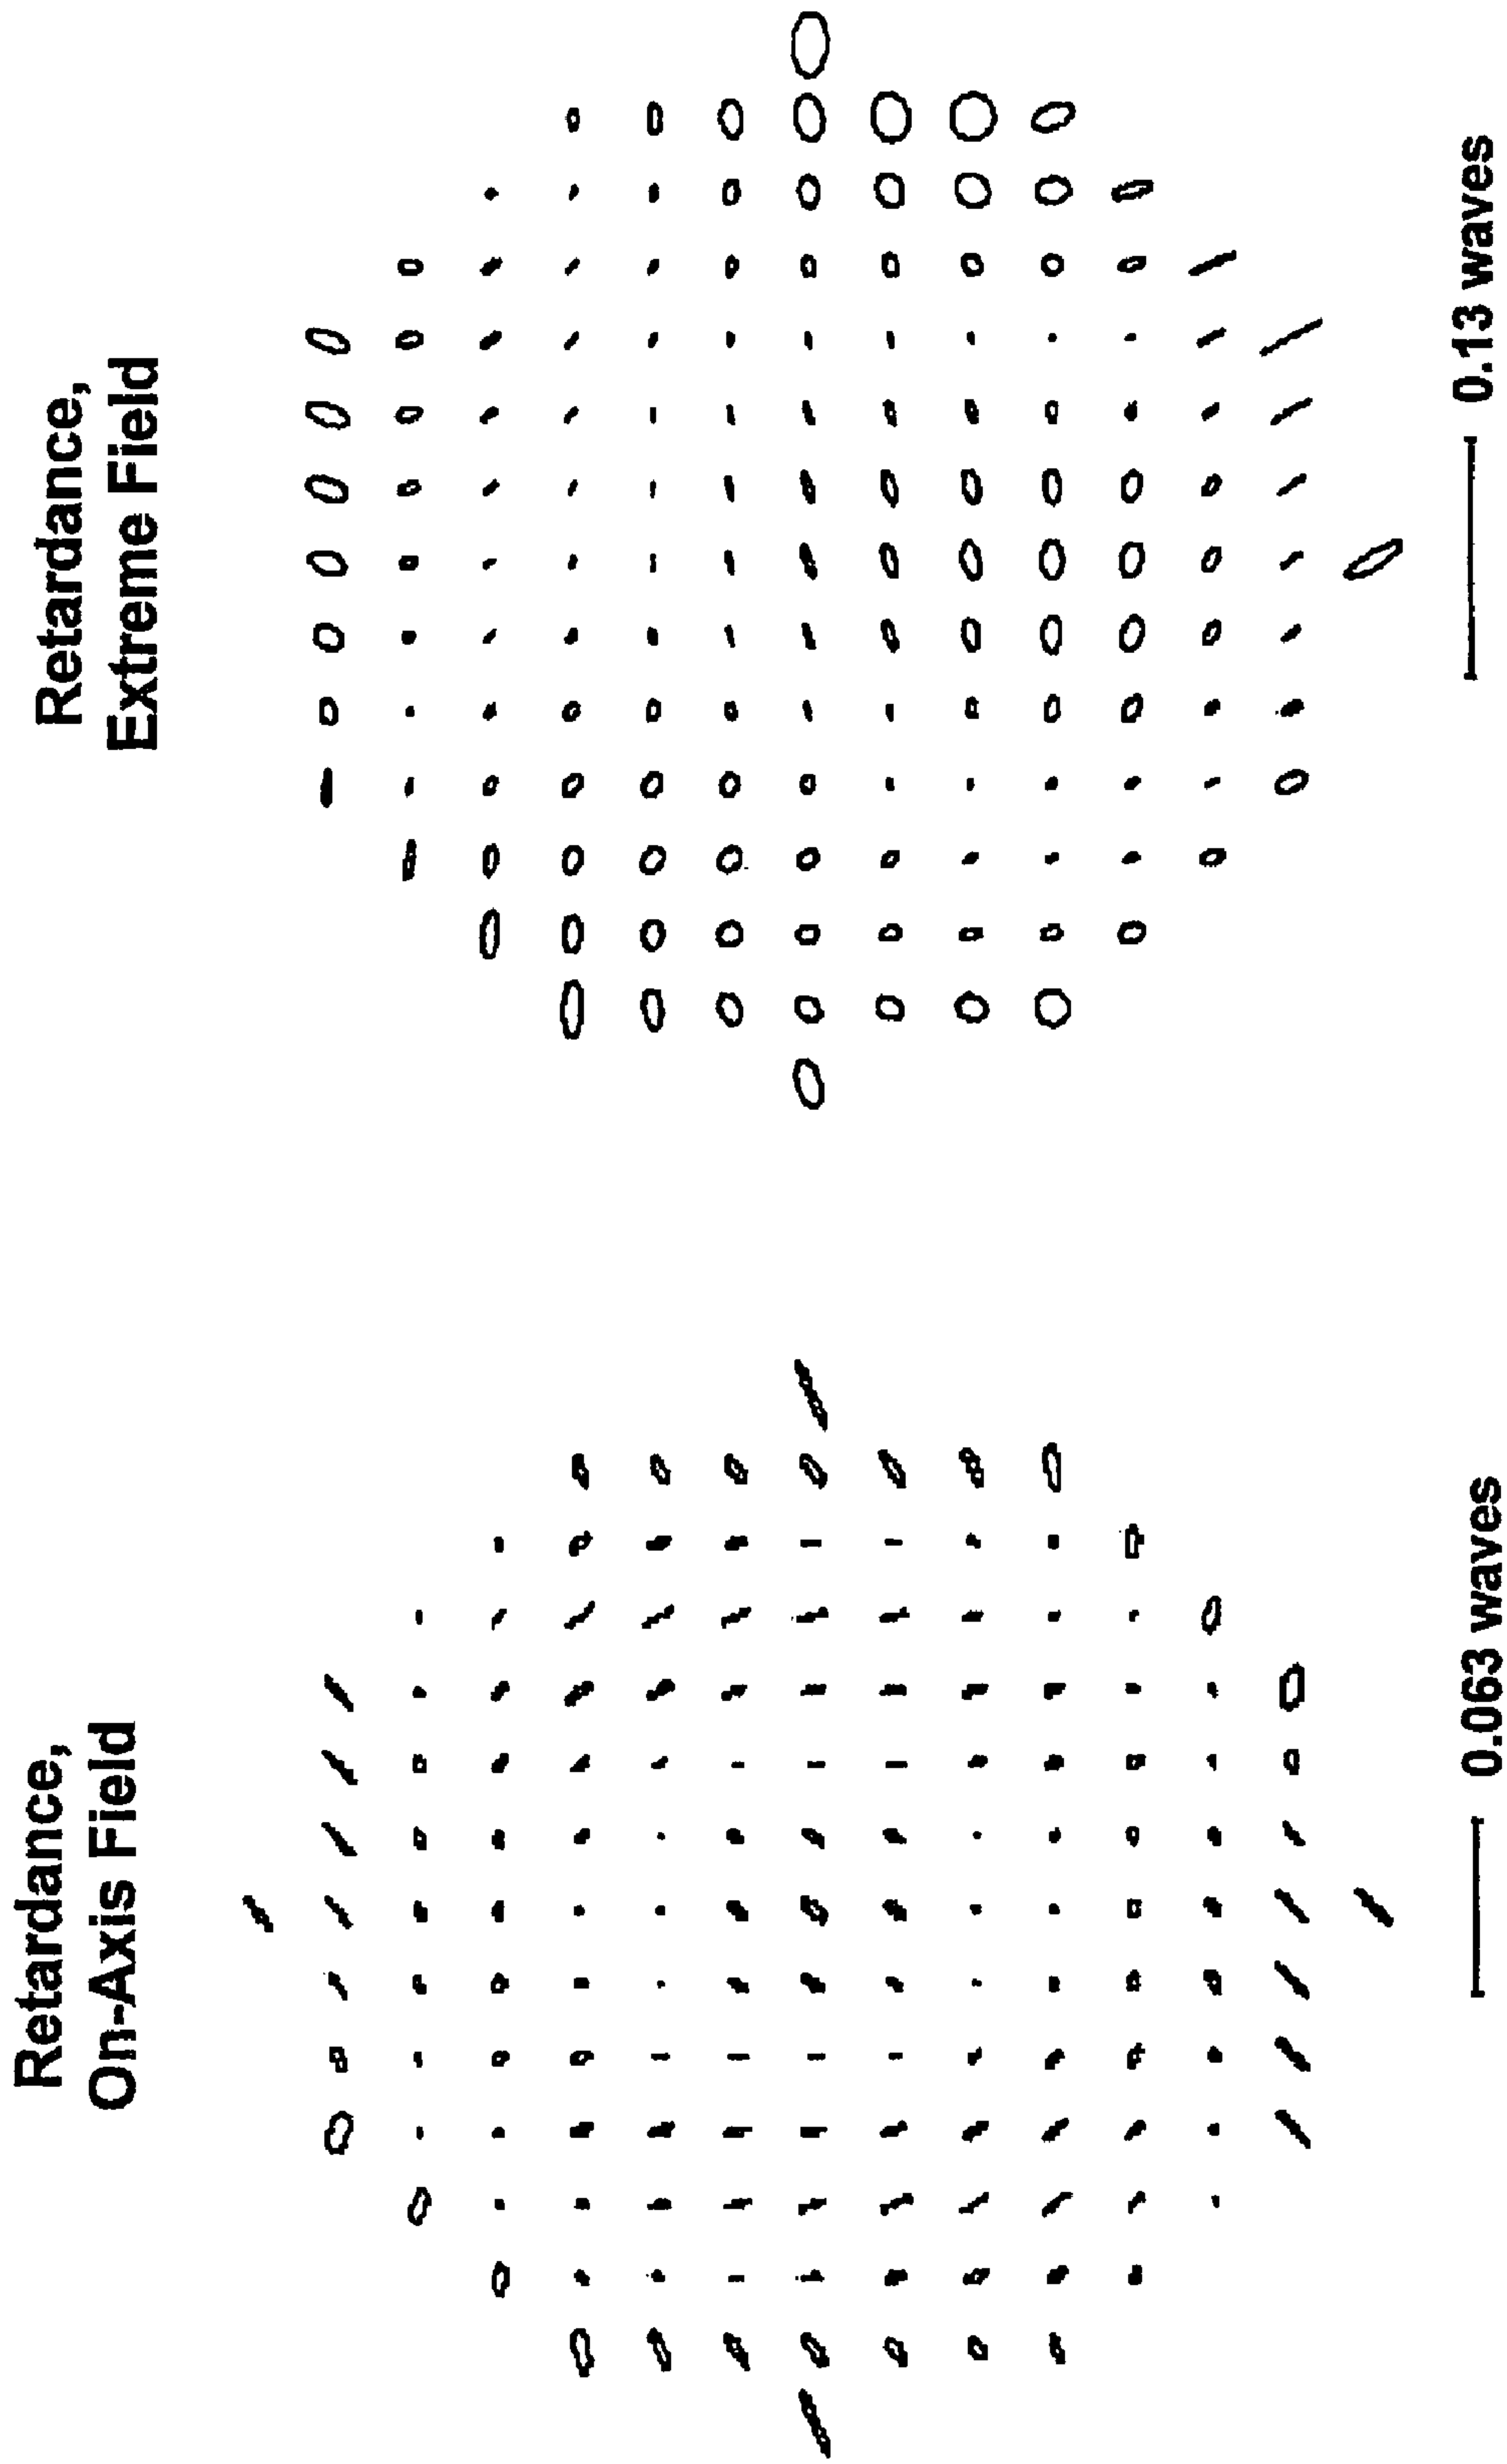 Retardance,
On-Axis Field
0.063 waves
Retardance,
Extreme Field
0.13 waves